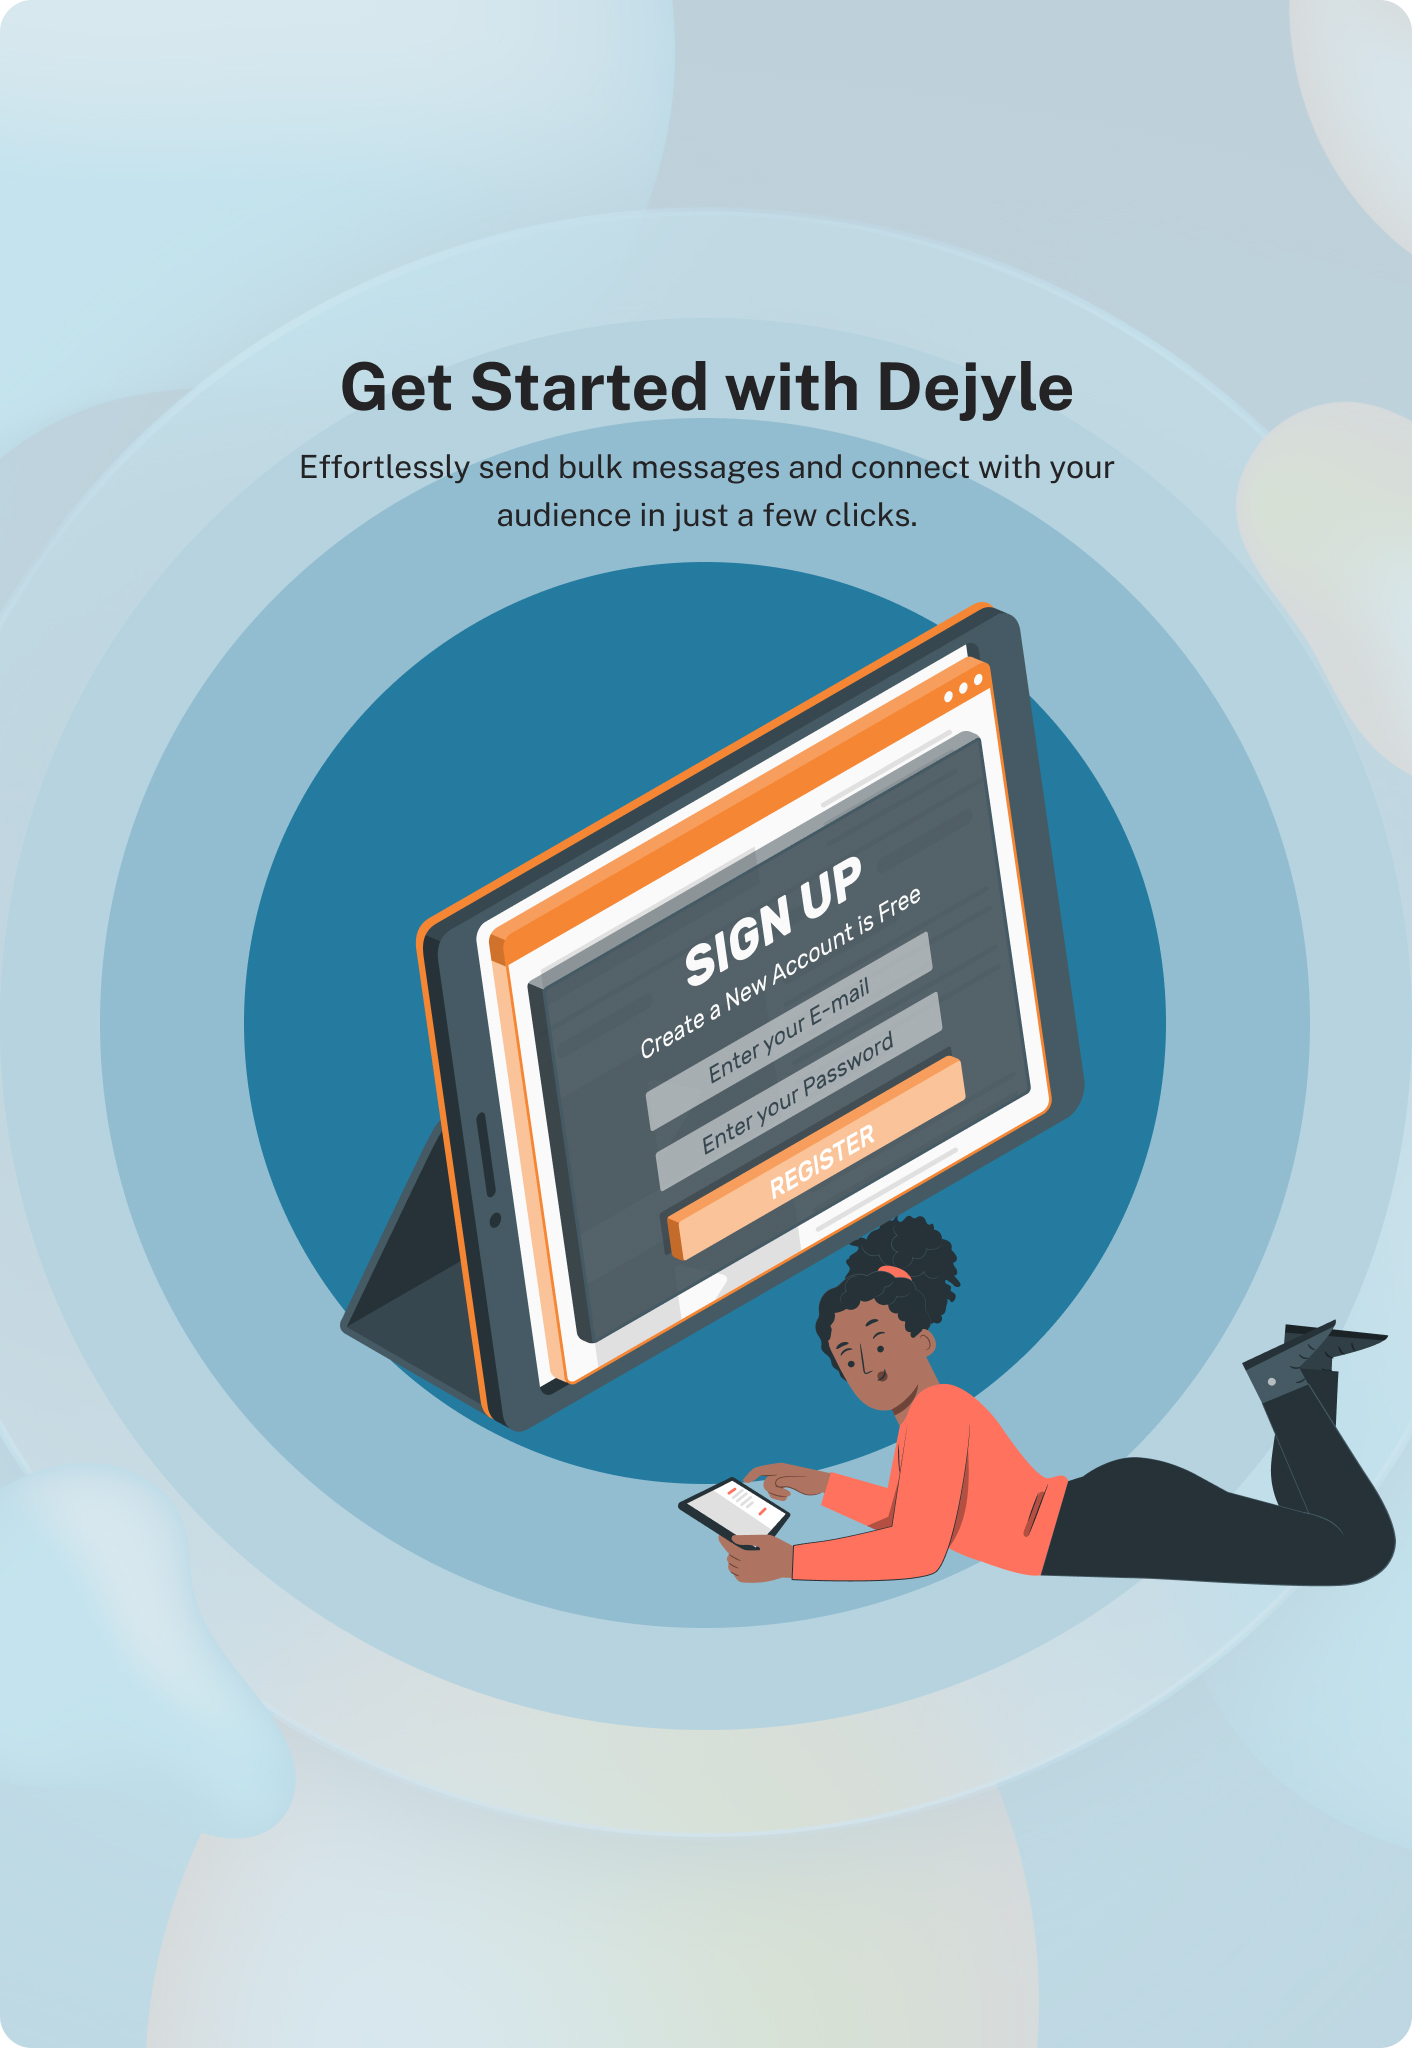 Get Started with Dejyle
Effortlessly send bulk messages and connect with your
audience in just a few clicks.
SIGN UP
Create a New Account is Free
Enter your E-mail
Enter your Password
REGISTER